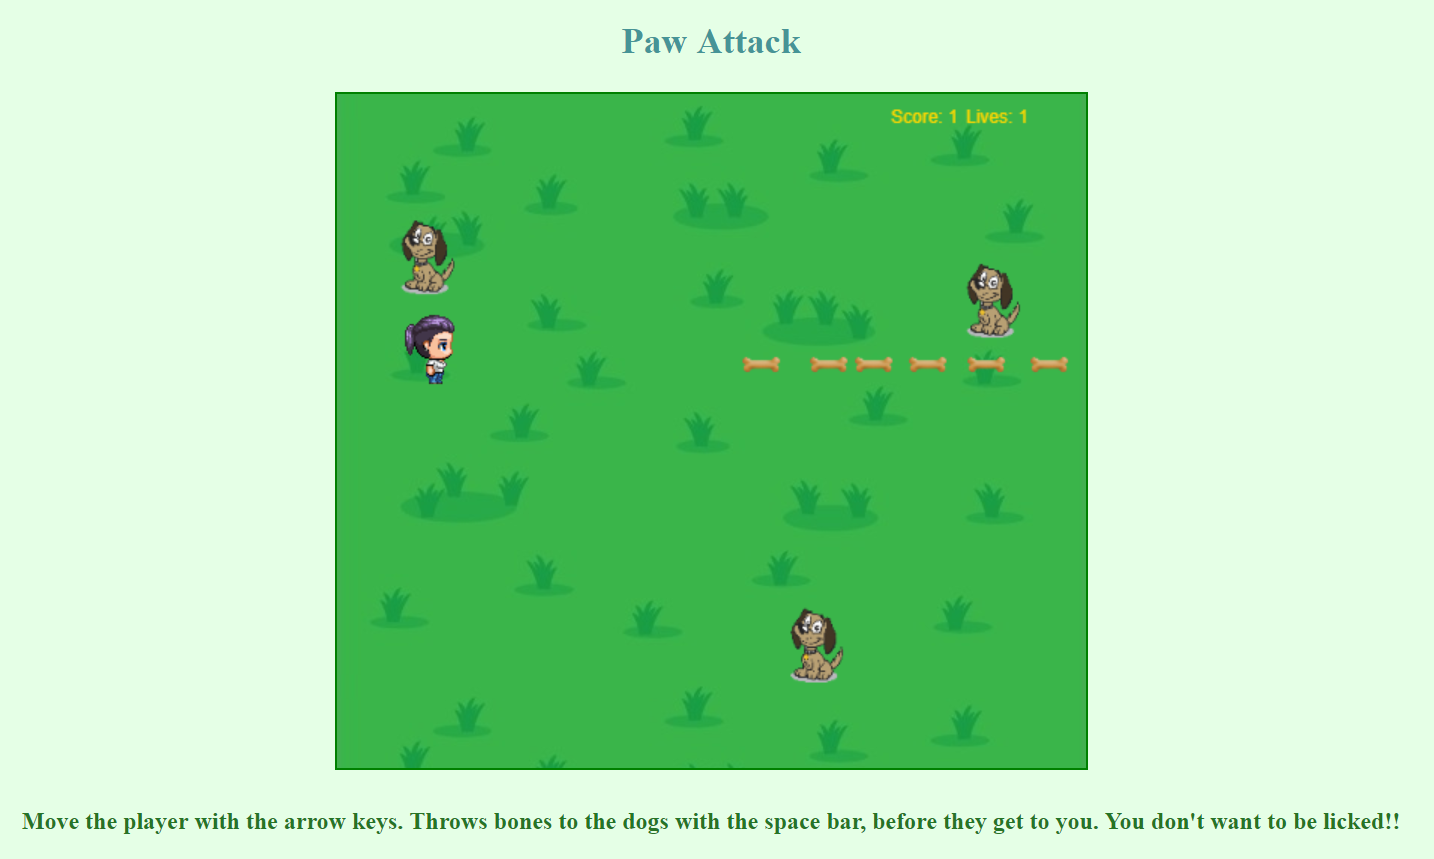 Paw Attack
Score: 1 Lives: 1
Move the player with the arrow keys. Throws bones to the dogs with the space bar, before they get to you. You don't want to be licked!!